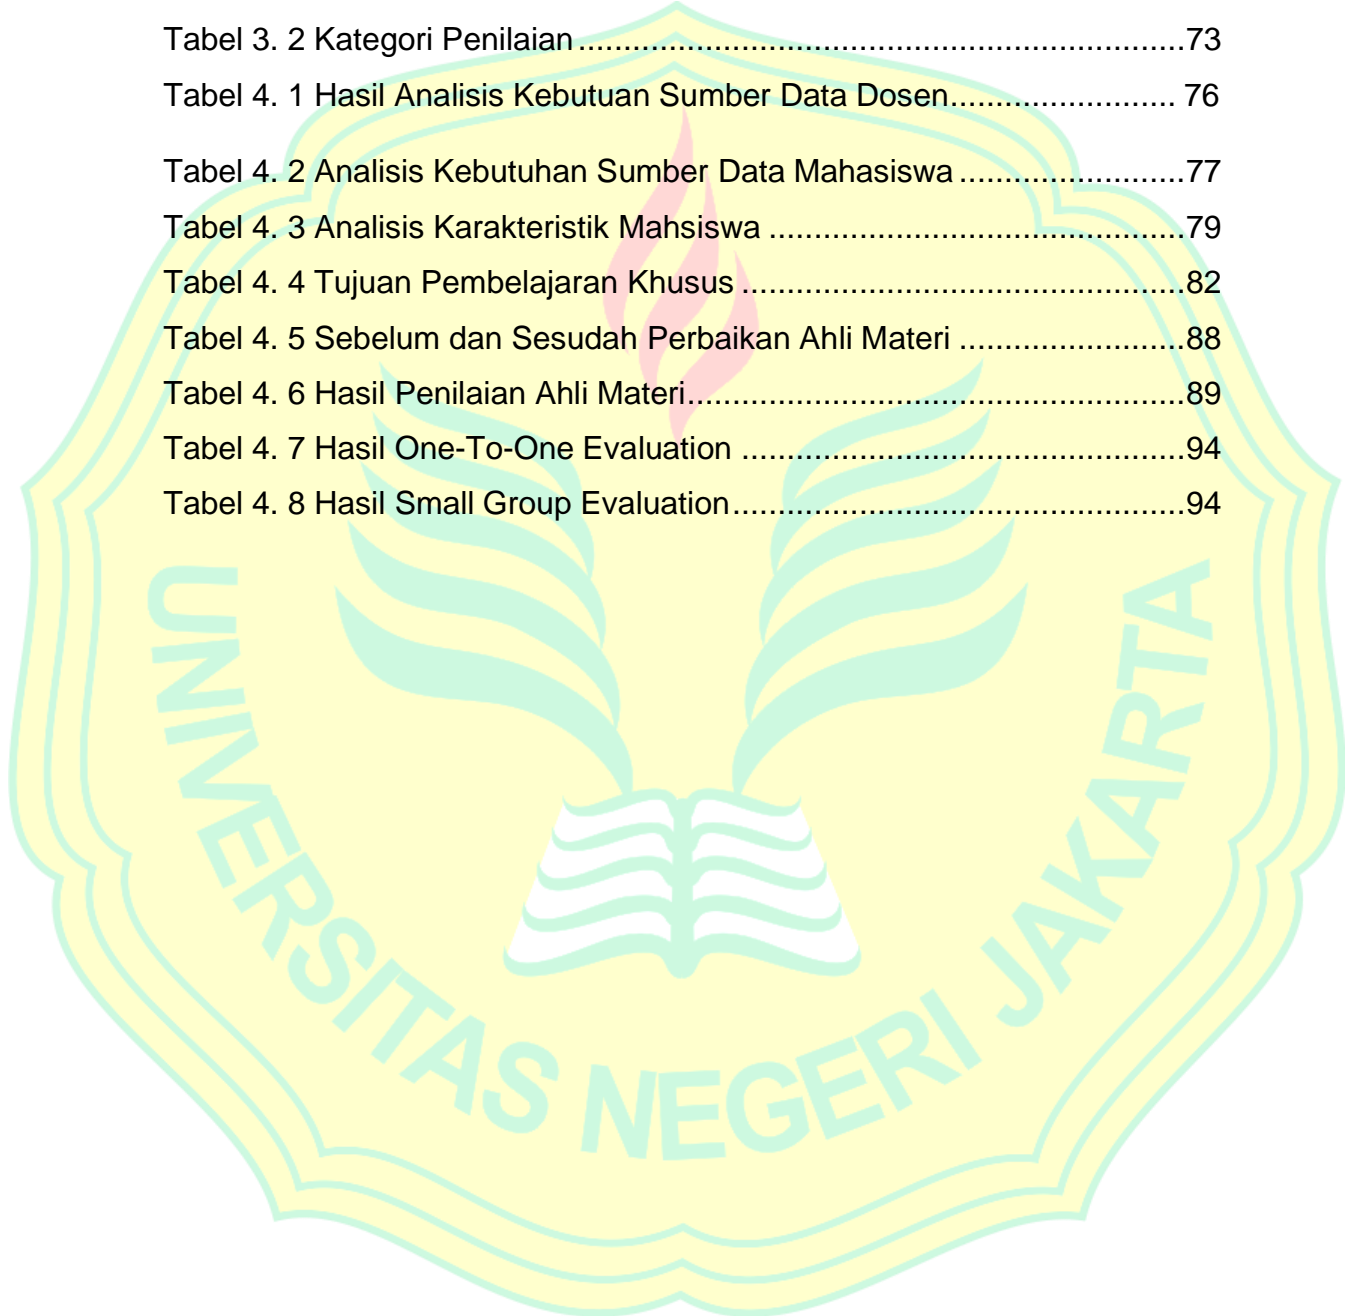 Tabel 3. 2 Kategori Penilaian....................................................................73
Tabel 4. 1 Hasil Analisis Kebutuan Sumber Data Dosen......................... 76
Tabel 4. 2 Analisis Kebutuhan Sumber Data Mahasiswa.........................77
Tabel 4. 3 Analisis Karakteristik Mahsiswa ..............................................79
Tabel 4. 4 Tujuan Pembelajaran Khusus.................................................82
Tabel 4. 5 Sebelum dan Sesudah Perbaikan Ahli Materi .........................88
Tabel 4. 6 Hasil Penilaian Ahli Materi.......................................................89
Tabel 4. 7 Hasil One-To-One Evaluation .................................................94
Tabel 4. 8 Hasil Small Group Evaluation..................................................94
UNIVERSITAS NEGERI JAKARTA